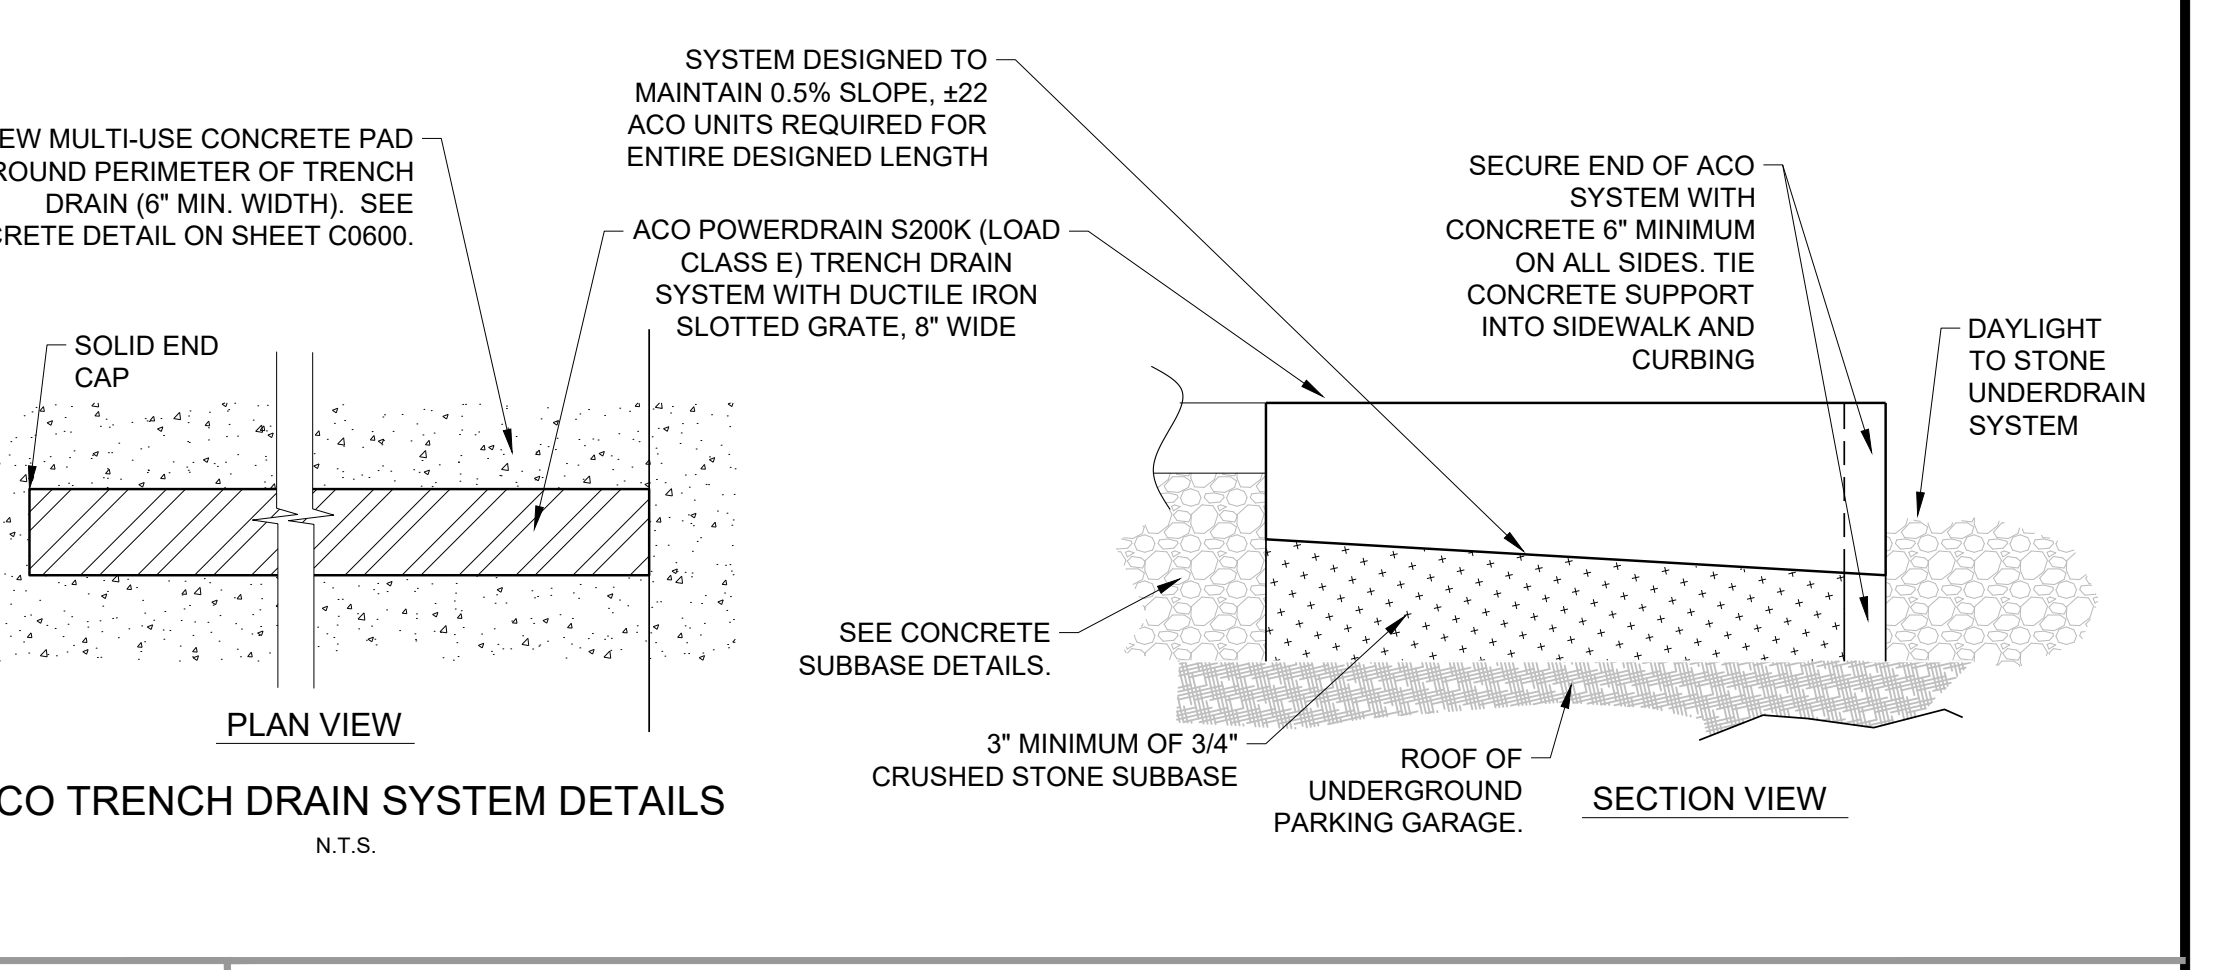 EW MULTI-USE CONCRETE PAD
ROUND PERIMETER OF TRENCH
DRAIN (6" MIN. WIDTH). SEE
CRETE DETAIL ON SHEET C0600.
SOLID END
CAP
SYSTEM DESIGNED TO
MAINTAIN 0.5% SLOPE, ±22
ACO UNITS REQUIRED FOR
ENTIRE DESIGNED LENGTH
ACO POWERDRAIN S200K (LOAD
CLASS E) TRENCH DRAIN
SYSTEM WITH DUCTILE IRON
SLOTTED GRATE, 8" WIDE
SECURE END OF ACO
SYSTEM WITH
CONCRETE 6" MINIMUM
ON ALL SIDES. TIE
CONCRETE SUPPORT
INTO SIDEWALK AND
CURBING
DAYLIGHT
TO STONE
UNDERDRAIN
SYSTEM
SEE CONCRETE
SUBBASE DETAILS.
3" MINIMUM OF 3/4"
CRUSHED STONE SUBBASE
ROOF OF
UNDERGROUND
PARKING GARAGE.
PLAN VIEW
SECTION VIEW
CO TRENCH DRAIN SYSTEM DETAILS
N.T.S.